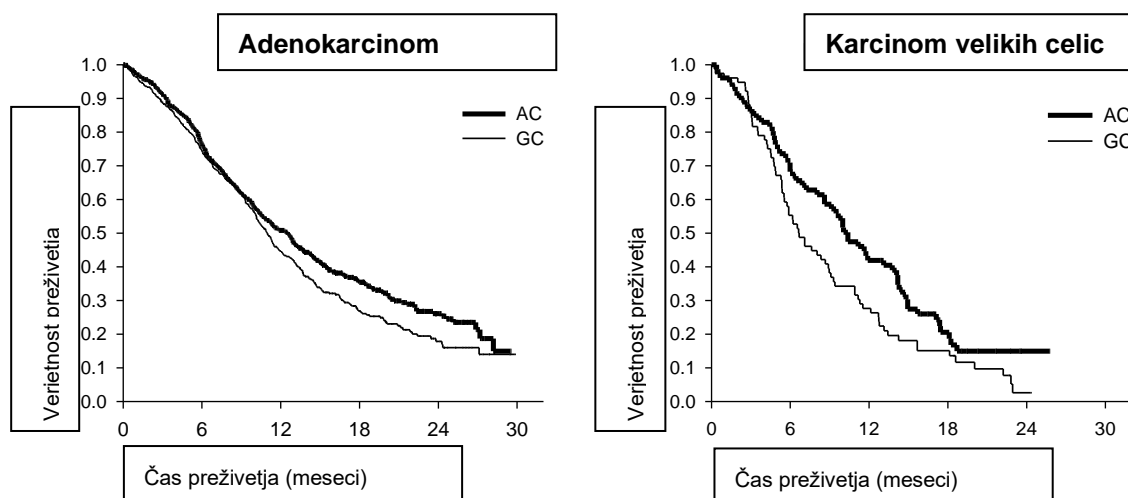 Adenokarcinom
1.0
0.9
0.8
0.7
0.6
0.5
0.4
0.3
0.2
0.1
0.0
Verjetnost preživetja
AC
GC
0 6 12 18 24 30
Čas preživetja (meseci)
Karcinom velikih celic
1.0
0.9
0.8
0.7
0.6
0.5
0.4
0.3
0.2
0.1
0.0
Verjetnost preživetja
AC
GC
0 6 12 18 24 30
Čas preživetja (meseci)